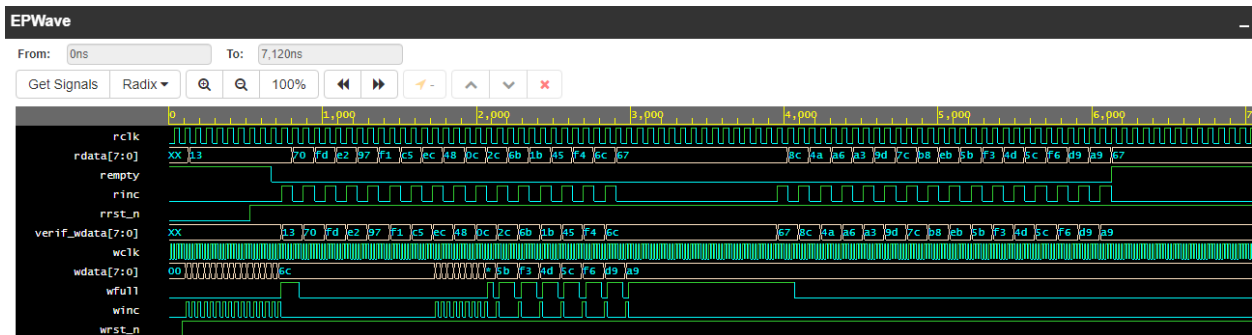 EPWave
From: 0ns To: 7,120ns
Get Signals Radix 100%
0 1,000 2,000 3,000 4,000 5,000 6,000 7
rclk
rdata[7:0] XX 13 70 fd e2 97 f1 c5 ec 48 0c 2c 6b 1b 45 f4 6c 67 8c 4a a6 a3 9d 7c b8 eb 5b f3 4d 5c f6 d9 a9 67
rempty
rinc
rrst_n
verif_wdata[7:0] XX 13 70 fd e2 97 f1 c5 ec 48 0c 2c 6b 1b 45 f4 6c 67 8c 4a a6 a3 9d 7c b8 eb 5b f3 4d 5c f6 d9 a9
wclk
wdata[7:0] 00 6c * 5b f3 4d 5c f6 d9 a9
wfull
winc
wrst_n